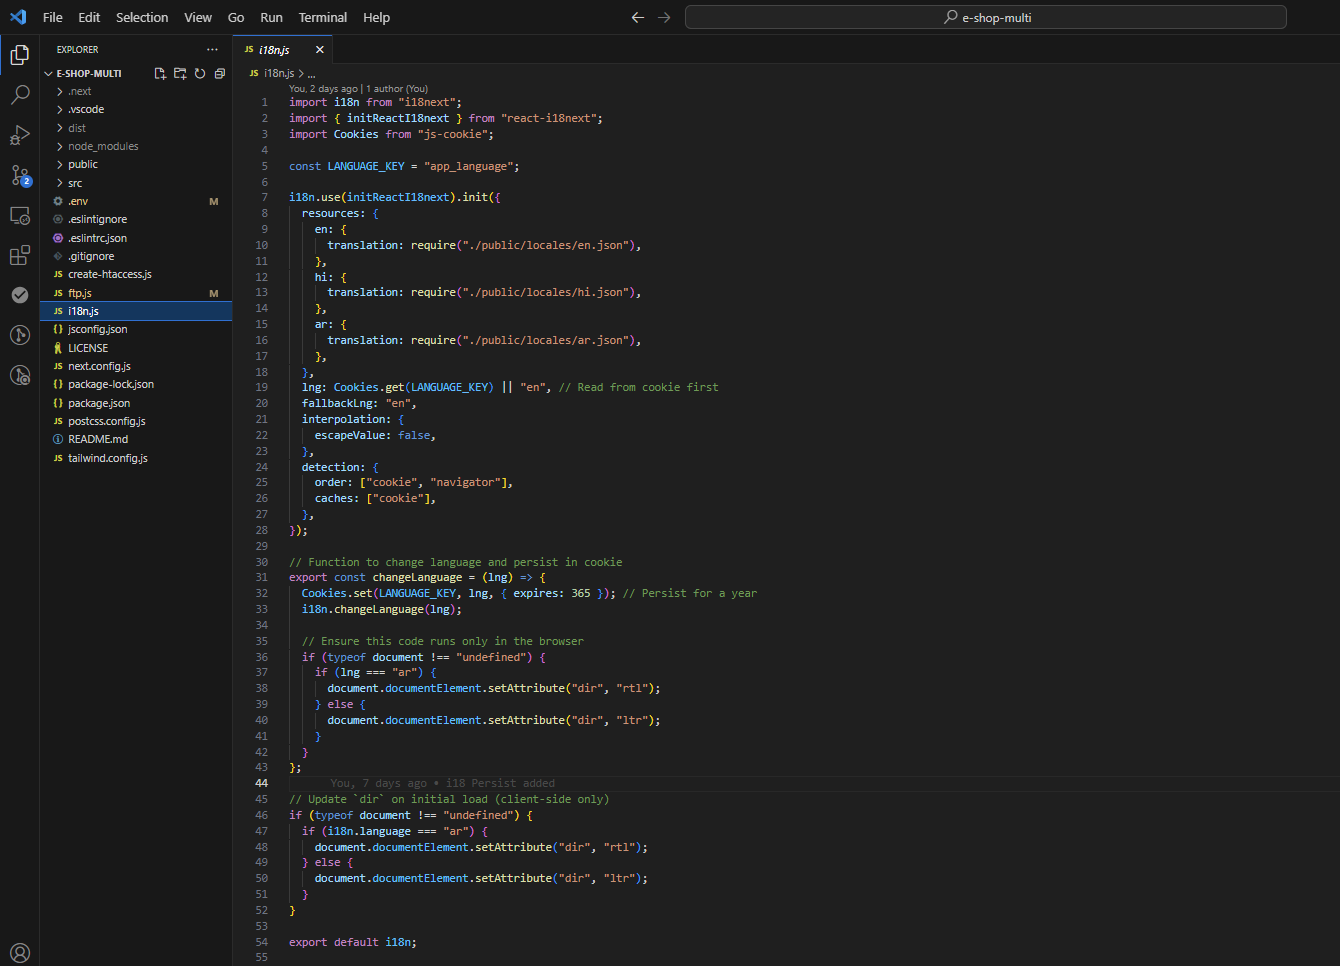 File Edit Selection View Go Run Terminal Help
e-shop-multi
EXPLORER
E-SHOP-MULTI
.next
.vscode
dist
node_modules
public
src
.env M
.eslintignore
.eslintrc.json
.gitignore
create-htaccess.js
ftp.js M
i18n.js
jsconfig.json
LICENSE
next.config.js
package-lock.json
package.json
postcss.config.js
README.md
tailwind.config.js
2
JS i18n.js
JS i18n.js > ...
You, 2 days ago | 1 author (You)
1 import i18n from "i18next";
2 import { initReactI18next } from "react-i18next";
3 import Cookies from "js-cookie";
4
5 const LANGUAGE_KEY = "app_language";
6
7 i18n.use(initReactI18next).init({
8 resources: {
9 en: {
10 translation: require("./public/locales/en.json"),
11 },
12 hi: {
13 translation: require("./public/locales/hi.json"),
14 },
15 ar: {
16 translation: require("./public/locales/ar.json"),
17 },
18 },
19 lng: Cookies.get(LANGUAGE_KEY) || "en", // Read from cookie first
20 fallbackLng: "en",
21 interpolation: {
22 escapeValue: false,
23 },
24 detection: {
25 order: ["cookie", "navigator"],
26 caches: ["cookie"],
27 },
28 });
29
30 // Function to change language and persist in cookie
31 export const changeLanguage = (lng) => {
32 Cookies.set(LANGUAGE_KEY, lng, { expires: 365 }); // Persist for a year
33 i18n.changeLanguage(lng);
34
35 // Ensure this code runs only in the browser
36 if (typeof document !== "undefined") {
37 if (lng === "ar") {
38 document.documentElement.setAttribute("dir", "rtl");
39 } else {
40 document.documentElement.setAttribute("dir", "ltr");
41 }
42 }
43 };
44 You, 7 days ago • i18 Persist added
45 // Update `dir` on initial load (client-side only)
46 if (typeof document !== "undefined") {
47 if (i18n.language === "ar") {
48 document.documentElement.setAttribute("dir", "rtl");
49 } else {
50 document.documentElement.setAttribute("dir", "ltr");
51 }
52 }
53
54 export default i18n;
55